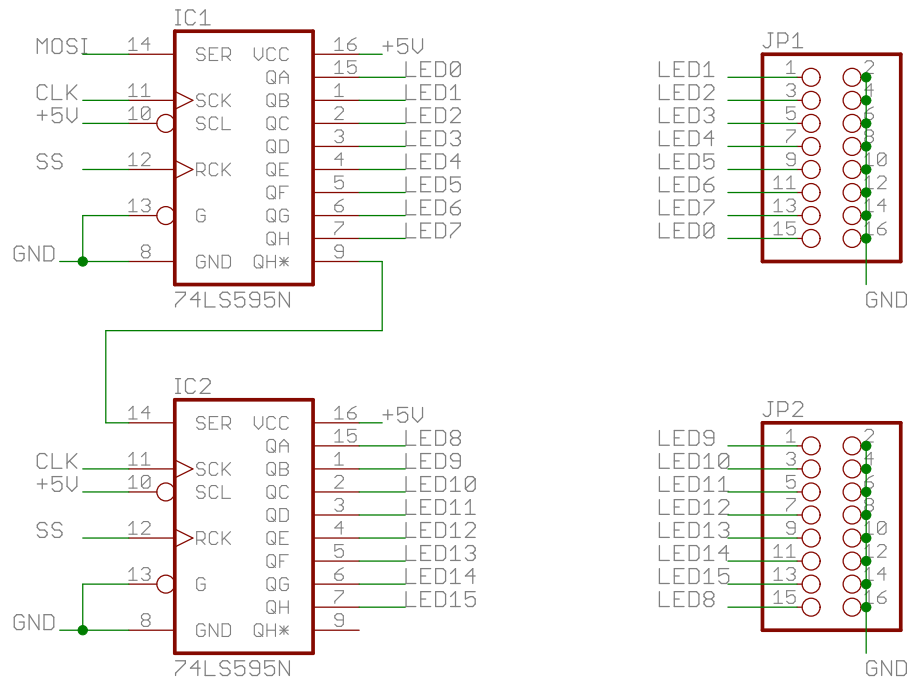 IC1
MOSI 14 SER VCC 16 +5V
QA 15 LED0
CLK 11 SCK QB 1 LED1
+5V 10 SCL QC 2 LED2
QD 3 LED3
SS 12 RCK QE 4 LED4
QF 5 LED5
13 G QG 6 LED6
QH 7 LED7
GND 8 GND QH* 9
74LS595N
JP1
LED1 1 2
LED2 3 4
LED3 5 6
LED4 7 8
LED5 9 10
LED6 11 12
LED7 13 14
LED0 15 16
GND
IC2
14 SER VCC 16 +5V
QA 15 LED8
CLK 11 SCK QB 1 LED9
+5V 10 SCL QC 2 LED10
QD 3 LED11
SS 12 RCK QE 4 LED12
QF 5 LED13
13 G QG 6 LED14
QH 7 LED15
GND 8 GND QH* 9
74LS595N
JP2
LED9 1 2
LED10 3 4
LED11 5 6
LED12 7 8
LED13 9 10
LED14 11 12
LED15 13 14
LED8 15 16
GND